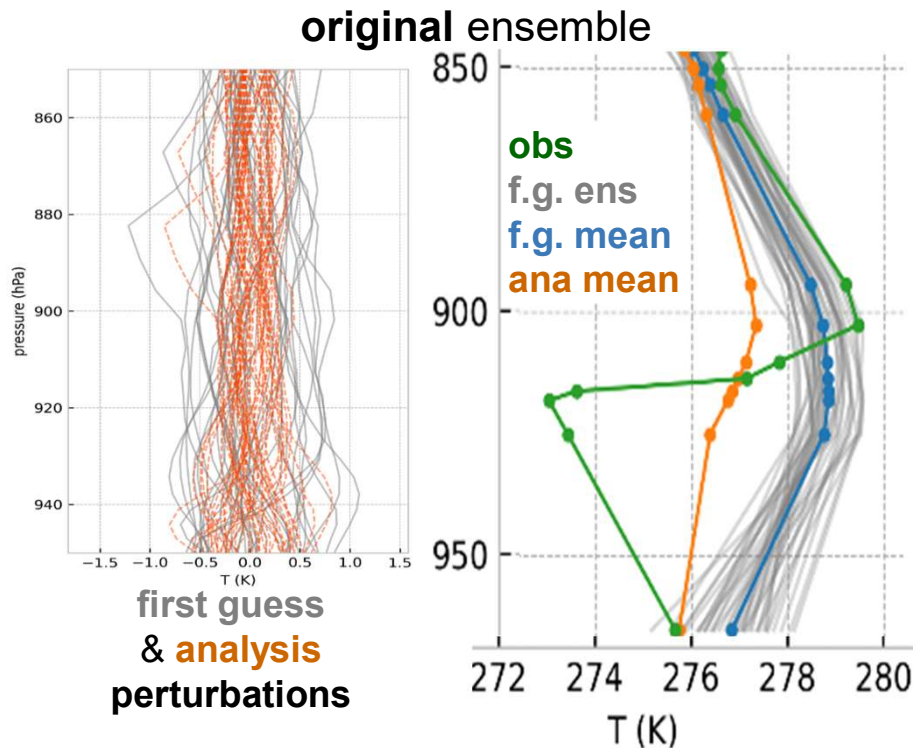 original ensemble
860
880
900
920
940
pressure (hPa)
−1.5 −1.0 −0.5 0.0 0.5 1.0 1.5
T (K)
first guess
& analysis
perturbations
850
900
950
obs
f.g. ens
f.g. mean
ana mean
272 274 276 278 280
T (K)